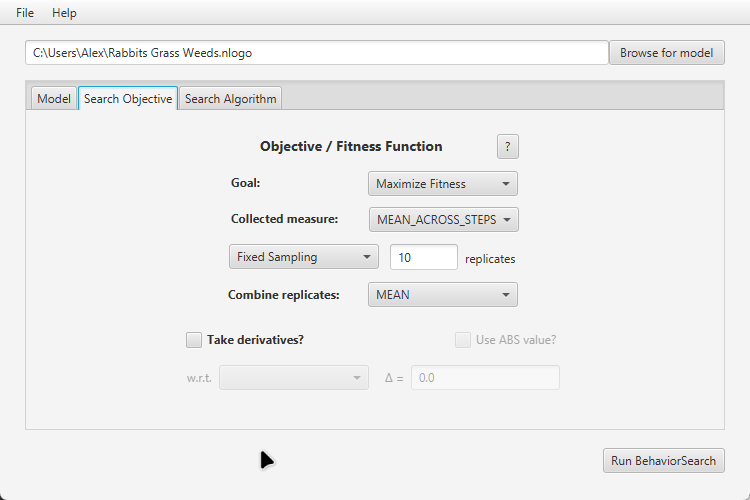 File Help
C:\Users\Alex\Rabbits Grass Weeds.nlogo Browse for model
Model Search Objective Search Algorithm
Objective / Fitness Function ?
Goal: Maximize Fitness
Collected measure: MEAN_ACROSS_STEPS
Fixed Sampling 10 replicates
Combine replicates: MEAN
Take derivatives? Use ABS value?
w.r.t. Δ = 0.0
Run BehaviorSearch